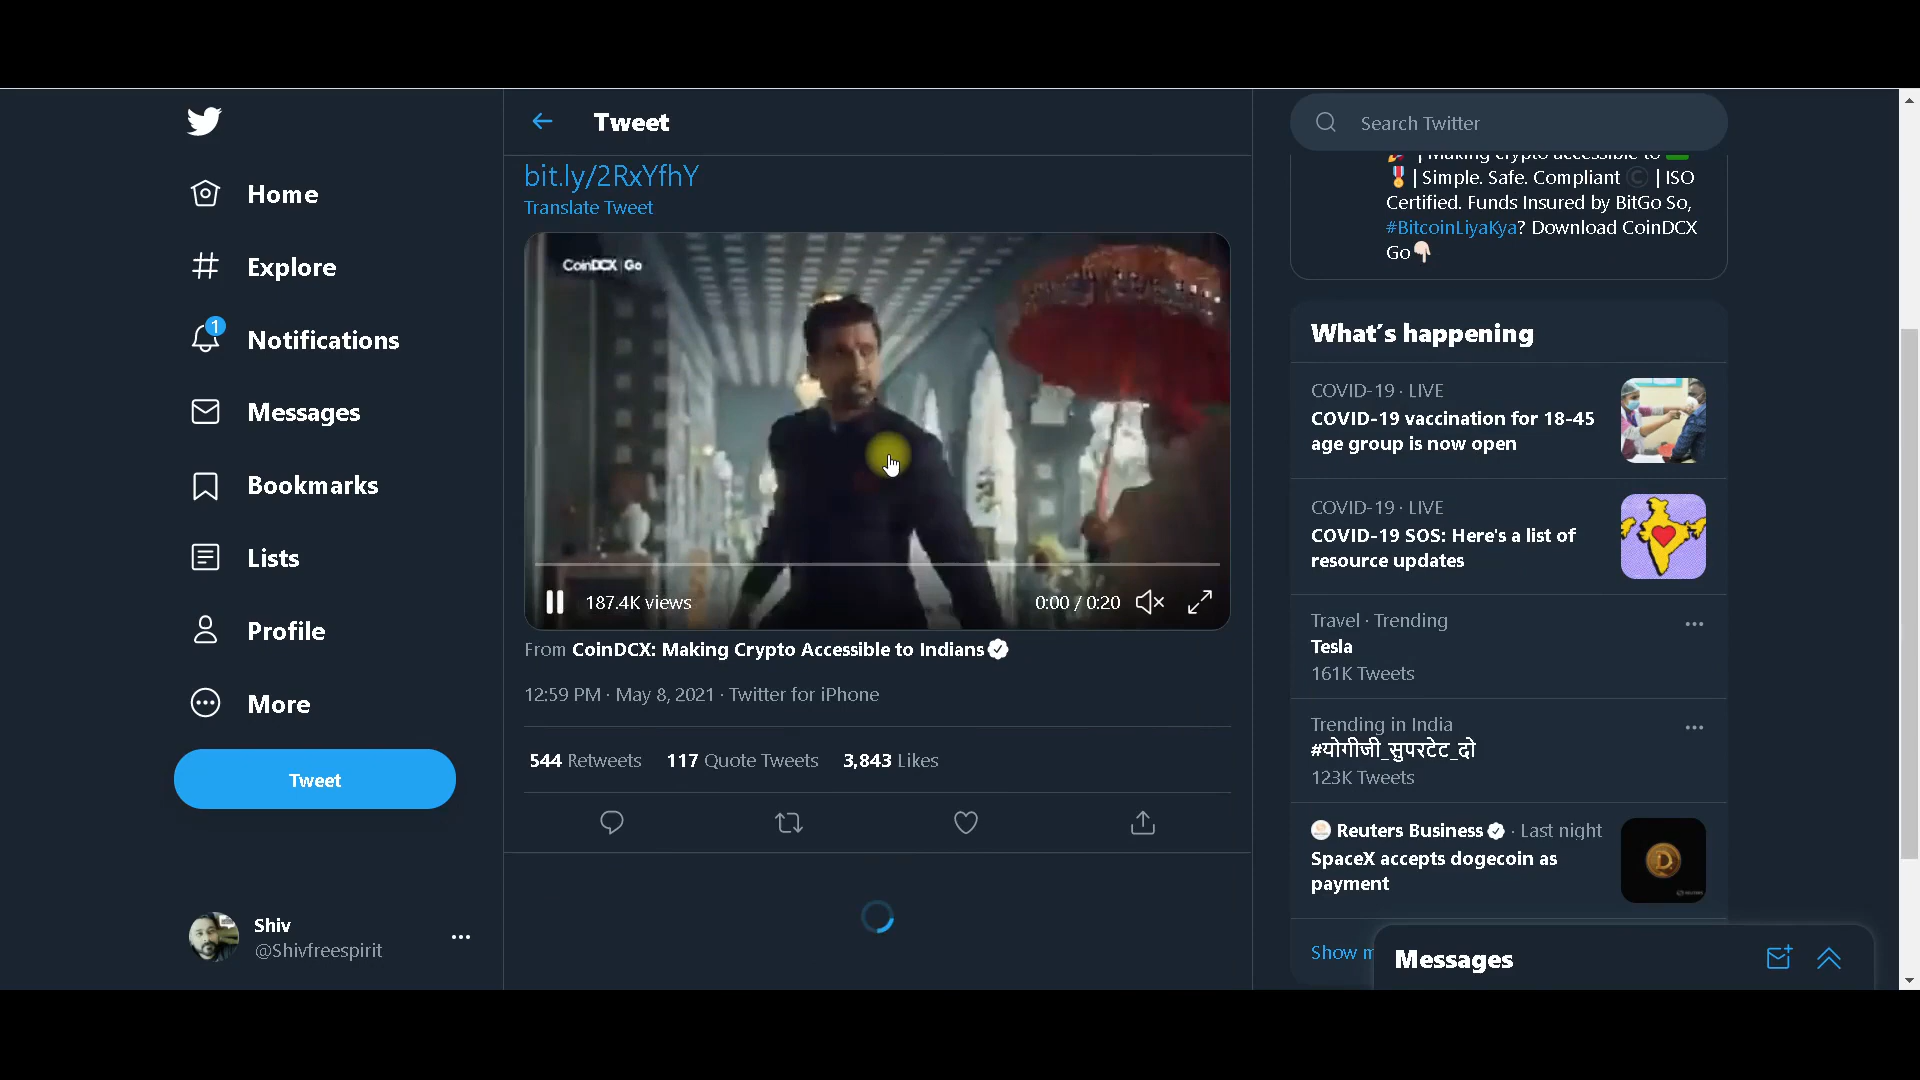 Home
Explore
1
Notifications
Messages
Bookmarks
Lists
Profile
More
Tweet
Shiv
@Shivfreespirit
Tweet
bit.ly/2RxYfhY
Translate Tweet
CoinDCX Go
187.4K views
0:00 / 0:20
From CoinDCX: Making Crypto Accessible to Indians
12:59 PM · May 8, 2021 · Twitter for iPhone
544 Retweets 117 Quote Tweets 3,843 Likes
Search Twitter
| Making crypto accessible to
| Simple. Safe. Compliant © | ISO
Certified. Funds Insured by BitGo So,
#BitcoinLiyaKya? Download CoinDCX
Go
What's happening
COVID-19 · LIVE
COVID-19 vaccination for 18-45
age group is now open
COVID-19 · LIVE
COVID-19 SOS: Here's a list of
resource updates
Travel · Trending
Tesla
161K Tweets
Trending in India
#योगीजी_सुपरटेट_दो
123K Tweets
Reuters Business · Last night
SpaceX accepts dogecoin as
payment
Show
Messages